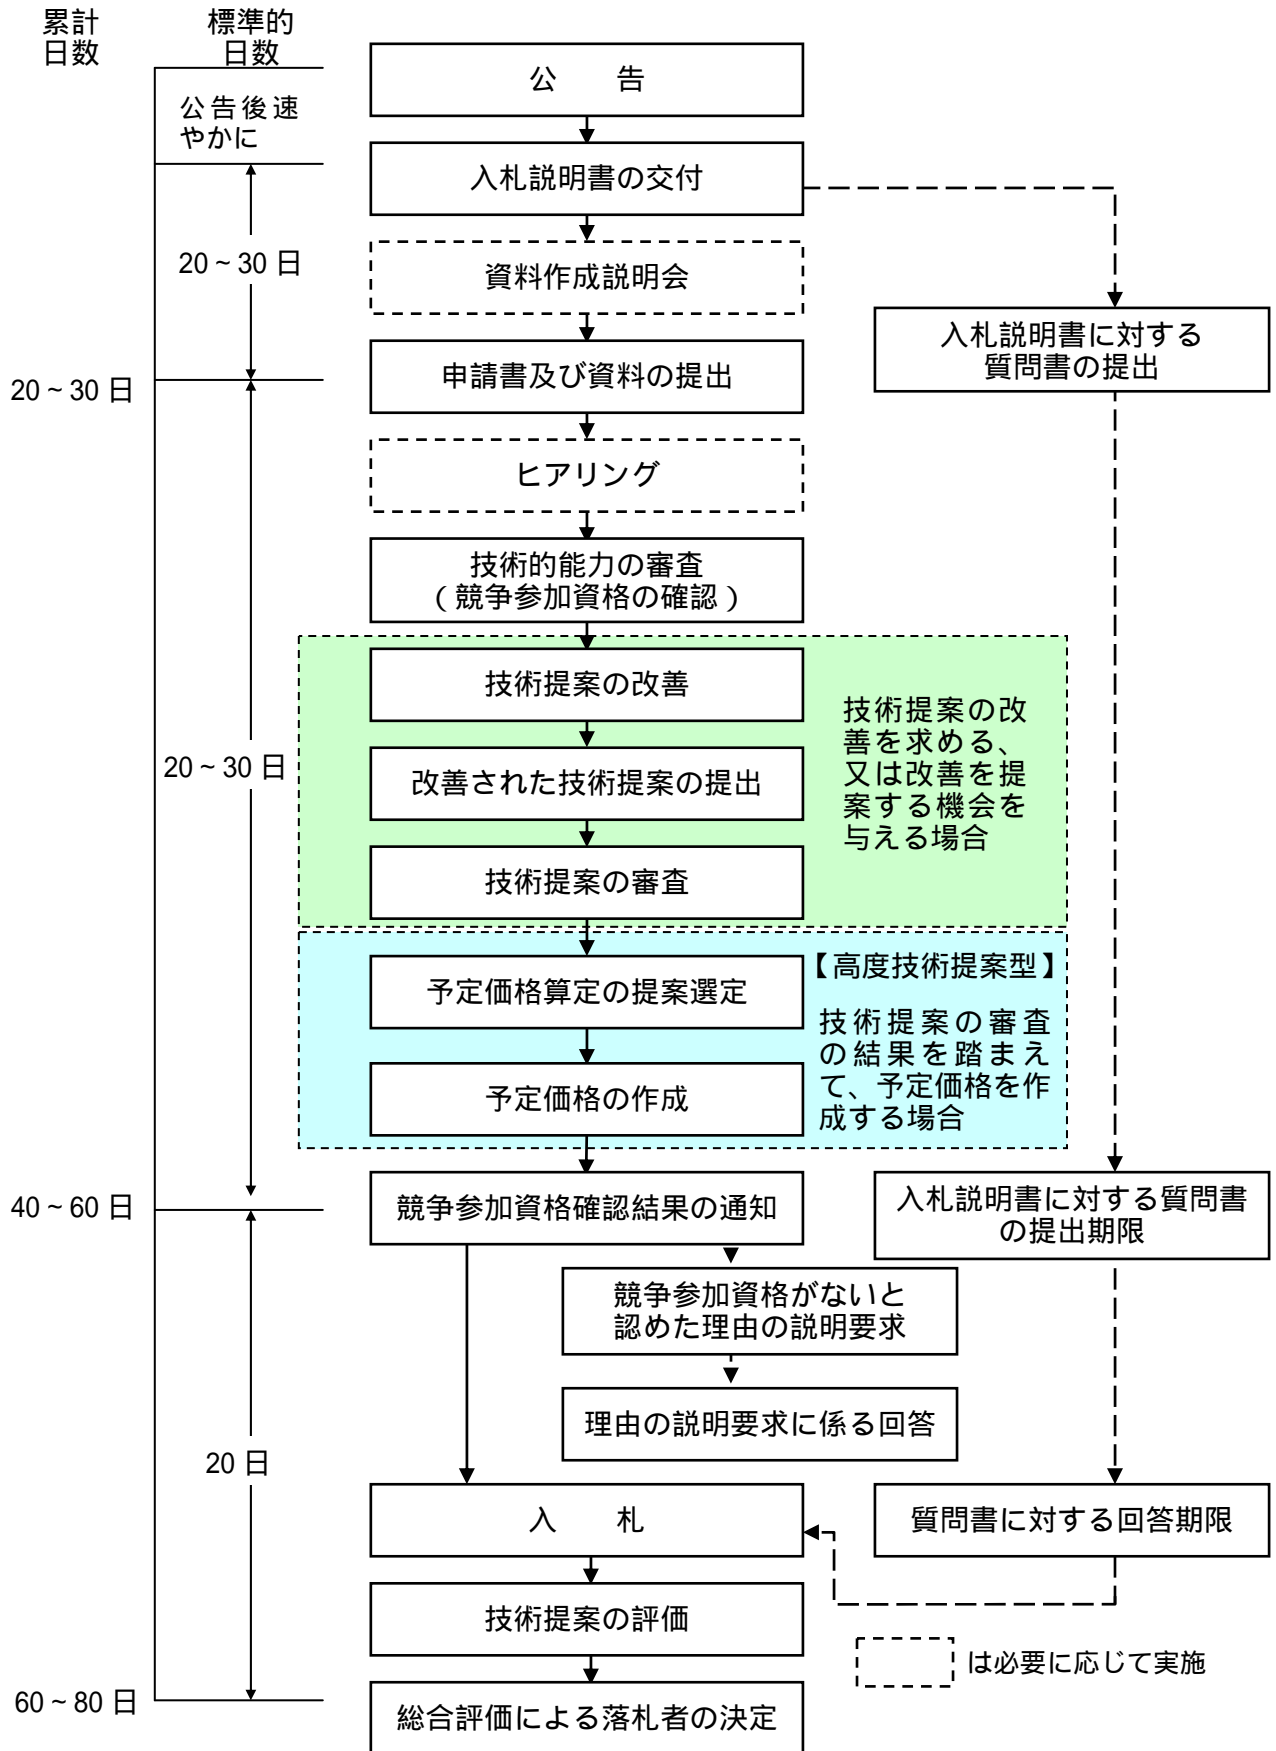 累計
日数
標準的
日数
公告後速
やかに
20~30 日
20~30 日
20~30 日
40~60 日
20 日
60~80 日
公　　告
入札説明書の交付
資料作成説明会
申請書及び資料の提出
ヒアリング
技術的能力の審査
(競争参加資格の確認)
技術提案の改善
改善された技術提案の提出
技術提案の審査
技術提案の改
善を求める、
又は改善を提
案する機会を
与える場合
予定価格算定の提案選定
予定価格の作成
【高度技術提案型】
技術提案の審査
の結果を踏まえ
て、予定価格を作
成する場合
競争参加資格確認結果の通知
競争参加資格がないと
認めた理由の説明要求
理由の説明要求に係る回答
入　　札
技術提案の評価
総合評価による落札者の決定
入札説明書に対する
質問書の提出
入札説明書に対する質問書
の提出期限
質問書に対する回答期限
は必要に応じて実施